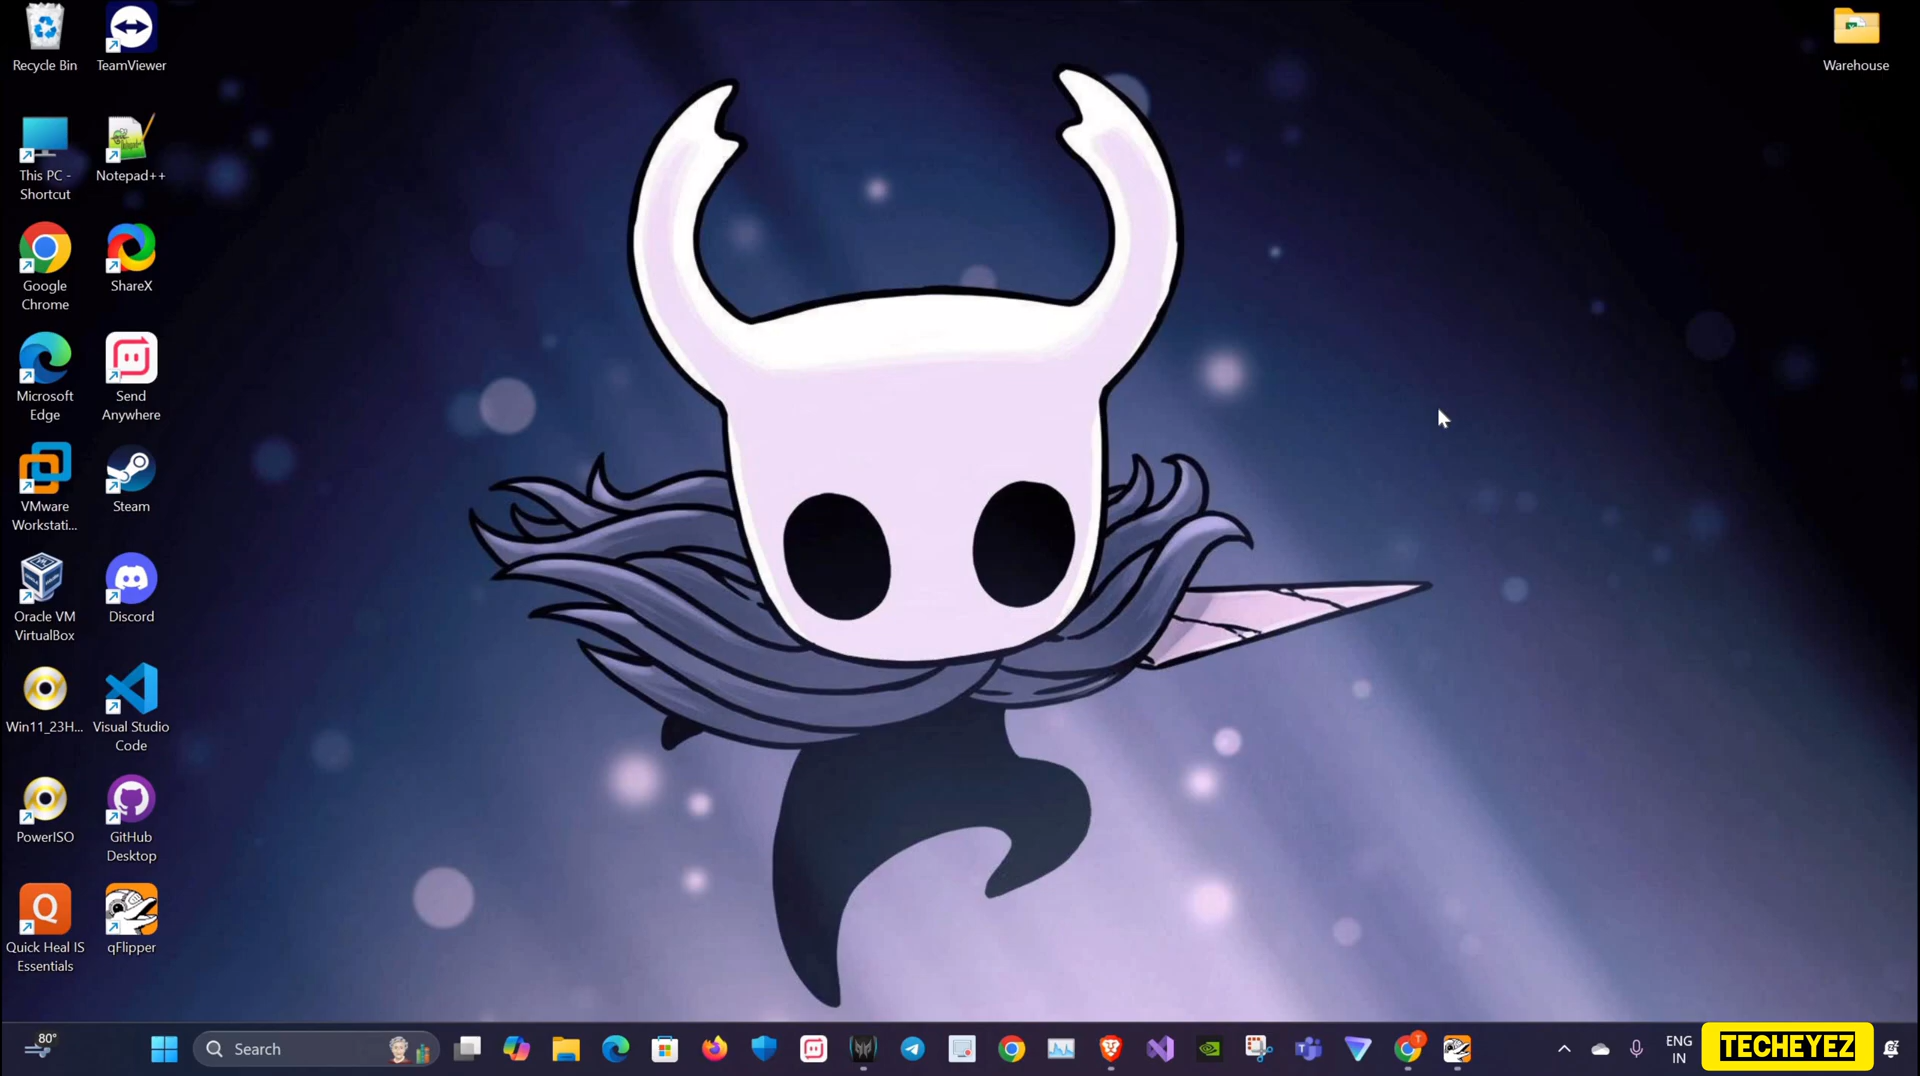 Recycle Bin
TeamViewer
Warehouse
This PC -
Shortcut
Notepad++
Google
Chrome
ShareX
Microsoft
Edge
Send
Anywhere
VMware
Workstati...
Steam
Oracle VM
VirtualBox
Discord
Win11_23H...
Visual Studio
Code
PowerISO
GitHub
Desktop
Quick Heal IS
Essentials
qFlipper
80°
Search
ENG
IN
TECHEYEZ